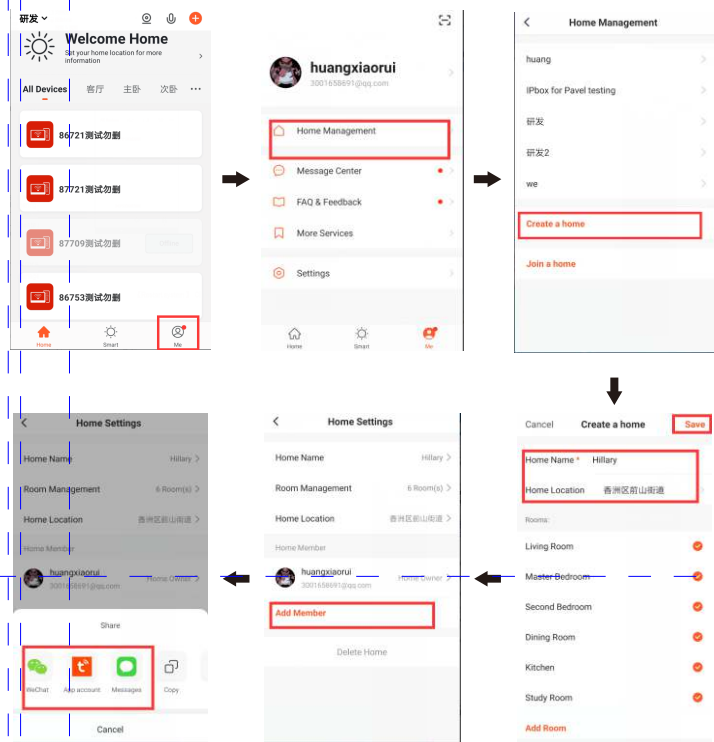 研发
Welcome Home
Set your home location for more
information
All Devices 客厅 主卧 次卧 ...
86721测试勿删
87721测试勿删
87709测试勿删
86753测试勿删
Home Smart Me
huangxiaorui
3001658691@qq.com
Home Management
Message Center
FAQ & Feedback
More Services
Settings
Home Smart Me
Home Management
huang
IPbox for Pavel testing
研发
研发2
we
Create a home
Join a home
Cancel Create a home Save
Home Name * Hillary
Home Location 香洲区前山街道
Rooms:
Living Room
Master Bedroom
Second Bedroom
Dining Room
Kitchen
Study Room
Add Room
Home Settings
Home Name Hillary
Room Management 6 Room(s)
Home Location 香洲区前山街道
Home Member
huangxiaorui
3001658691@qq.com
Home Owner
Add Member
Delete Home
Home Settings
Home Name Hillary
Room Management 6 Room(s)
Home Location 香洲区前山街道
Home Member
huangxiaorui
3001658691@qq.com
Home Owner
Share
WeChat App account Messages Copy
Cancel